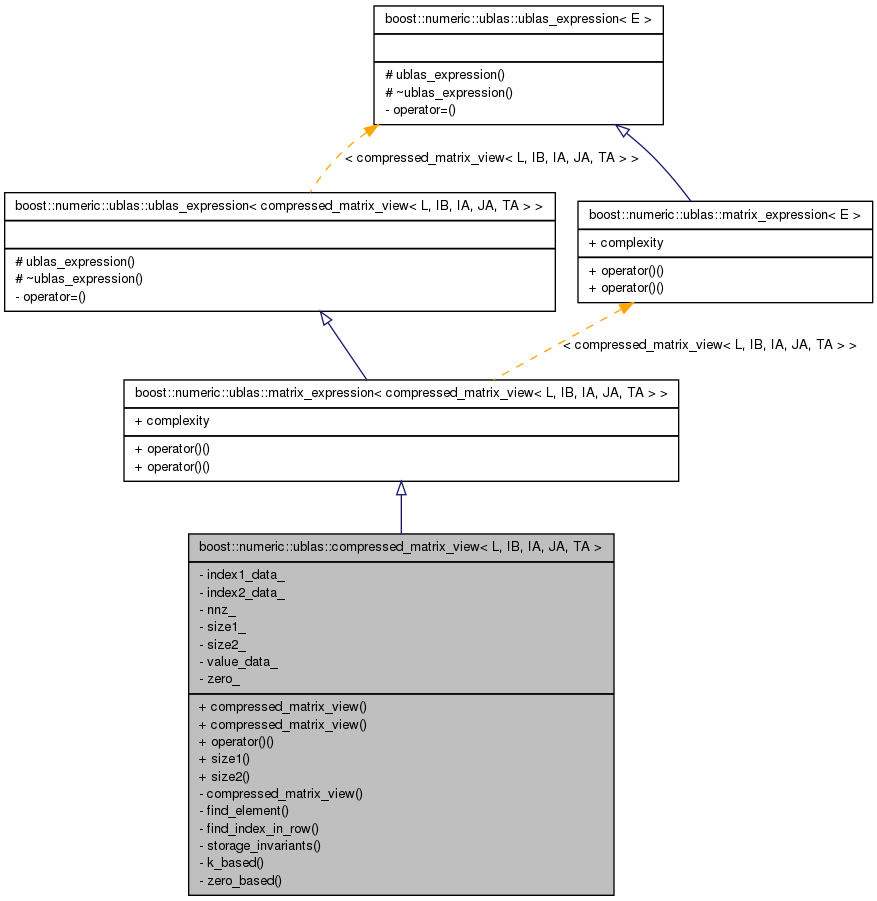 boost::numeric::ublas::ublas_expression< E >
# ublas_expression()
# ~ublas_expression()
- operator=()
< compressed_matrix_view< L, IB, IA, JA, TA > >
boost::numeric::ublas::ublas_expression< compressed_matrix_view< L, IB, IA, JA, TA > >
# ublas_expression()
# ~ublas_expression()
- operator=()
boost::numeric::ublas::matrix_expression< E >
+ complexity
+ operator()()
+ operator()()
< compressed_matrix_view< L, IB, IA, JA, TA > >
boost::numeric::ublas::matrix_expression< compressed_matrix_view< L, IB, IA, JA, TA > >
+ complexity
+ operator()()
+ operator()()
boost::numeric::ublas::compressed_matrix_view< L, IB, IA, JA, TA >
- index1_data_
- index2_data_
- nnz_
- size1_
- size2_
- value_data_
- zero_
+ compressed_matrix_view()
+ compressed_matrix_view()
+ operator()()
+ size1()
+ size2()
- compressed_matrix_view()
- find_element()
- find_index_in_row()
- storage_invariants()
- k_based()
- zero_based()